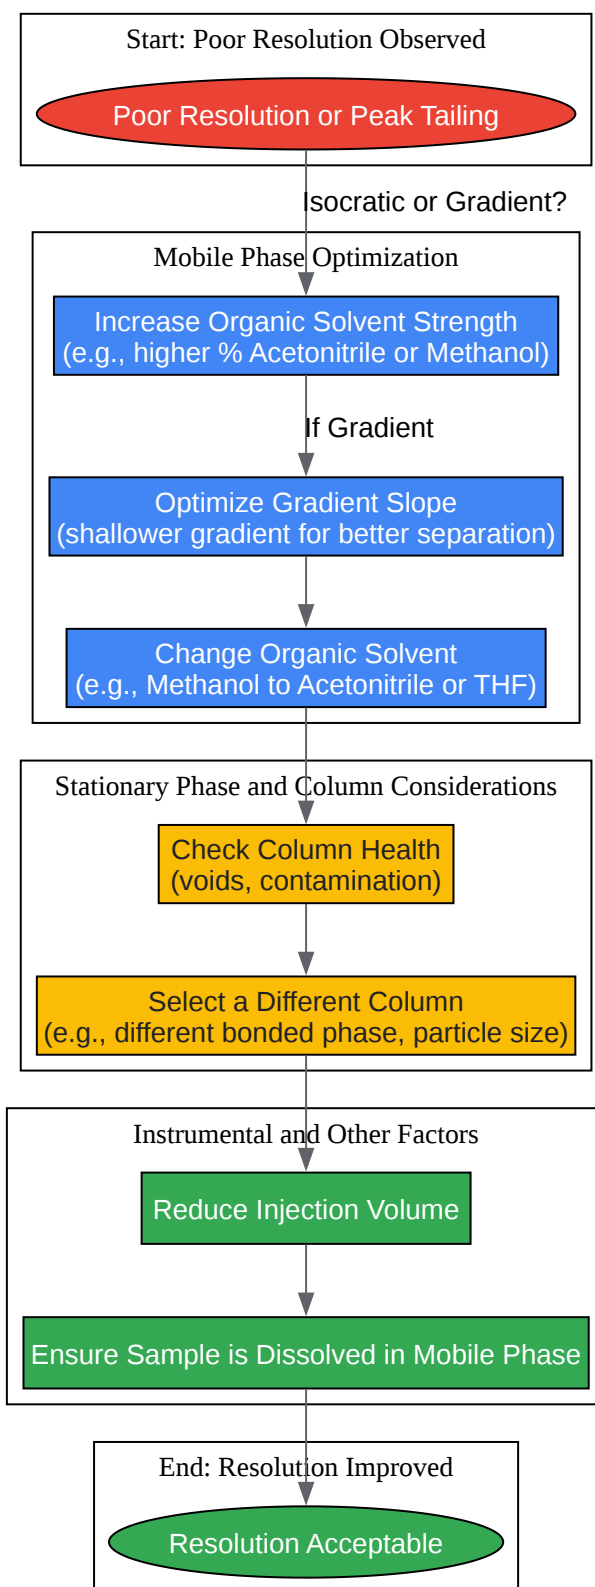 Start: Poor Resolution Observed
Poor Resolution or Peak Tailing
Isocratic or Gradient?
Mobile Phase Optimization
Increase Organic Solvent Strength
(e.g., higher % Acetonitrile or Methanol)
If Gradient
Optimize Gradient Slope
(shallower gradient for better separation)
Change Organic Solvent
(e.g., Methanol to Acetonitrile or THF)
Stationary Phase and Column Considerations
Check Column Health
(voids, contamination)
Select a Different Column
(e.g., different bonded phase, particle size)
Instrumental and Other Factors
Reduce Injection Volume
Ensure Sample is Dissolved in Mobile Phase
End: Resolution Improved
Resolution Acceptable